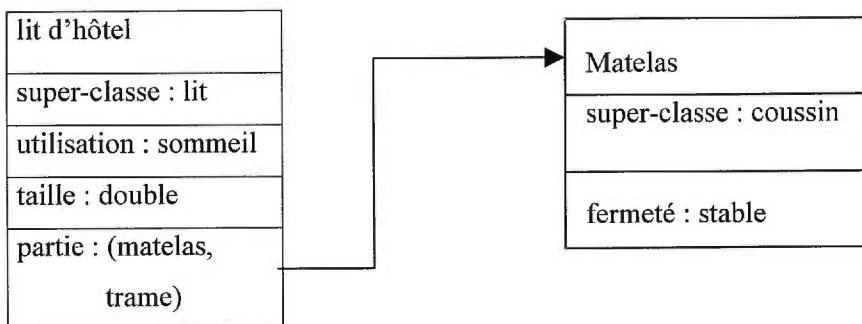 lit d’hôtel
super-classe : lit
utilisation : sommeil
taille : double
partie : (matelas,
trame)
Matelas
super-classe : coussin
fermeté : stable